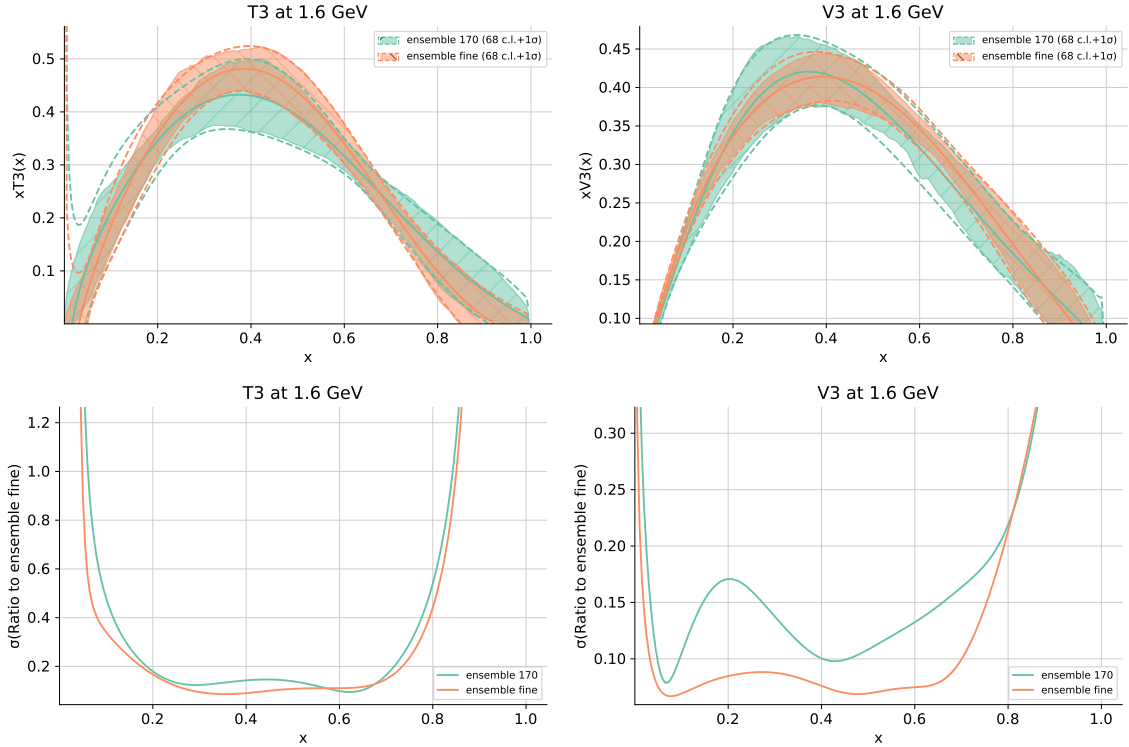 T3 at 1.6 GeV
xT3(x)
0.5
0.4
0.3
0.2
0.1
0.2
0.4
0.6
0.8
1.0
x
ensemble 170 (68 c.l.+1σ)
ensemble fine (68 c.l.+1σ)
V3 at 1.6 GeV
xV3(x)
0.45
0.40
0.35
0.30
0.25
0.20
0.15
0.10
0.2
0.4
0.6
0.8
1.0
x
ensemble 170 (68 c.l.+1σ)
ensemble fine (68 c.l.+1σ)
T3 at 1.6 GeV
σ(Ratio to ensemble fine)
1.2
1.0
0.8
0.6
0.4
0.2
0.2
0.4
0.6
0.8
1.0
x
ensemble 170
ensemble fine
V3 at 1.6 GeV
σ(Ratio to ensemble fine)
0.30
0.25
0.20
0.15
0.10
0.2
0.4
0.6
0.8
1.0
x
ensemble 170
ensemble fine